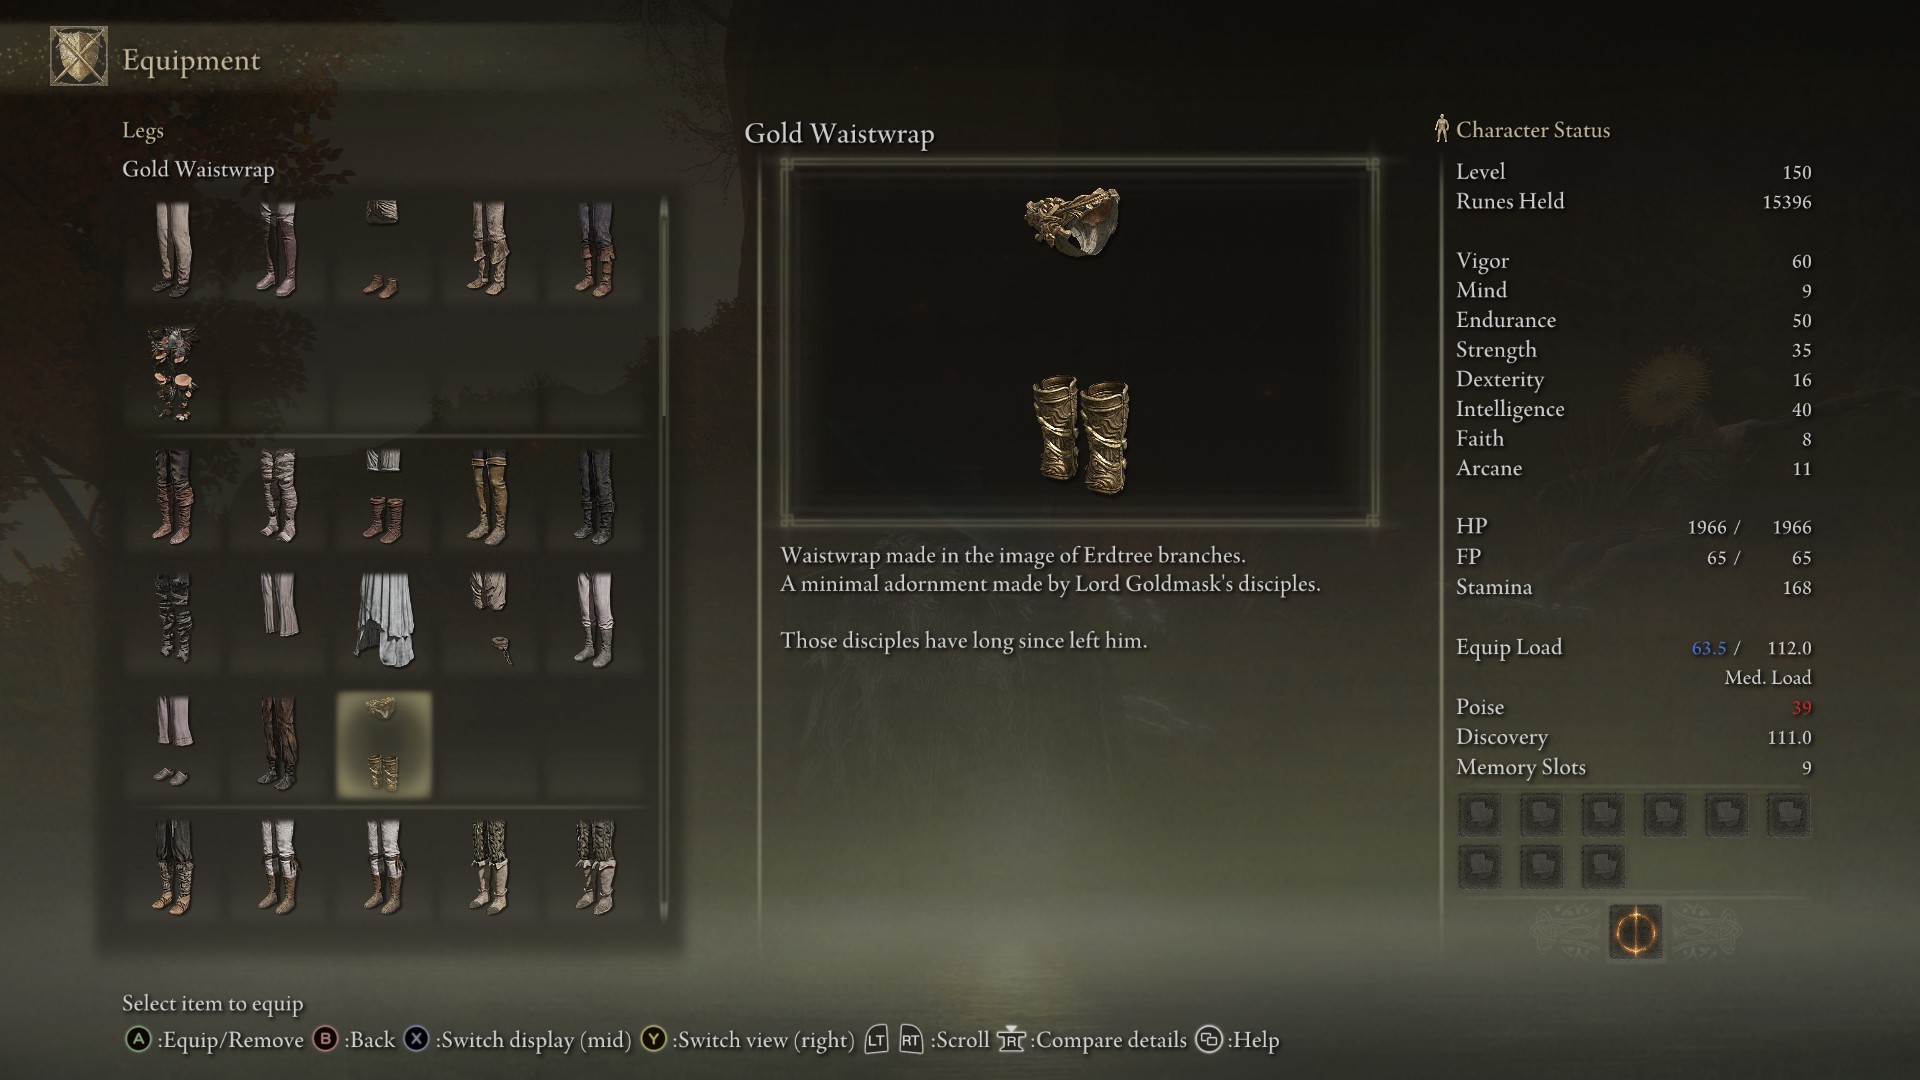 Equipment
Legs
Gold Waistwrap
Gold Waistwrap
Waistwrap made in the image of Erdtree branches.
A minimal adornment made by Lord Goldmask's disciples.
Those disciples have long since left him.
Character Status
Level 150
Runes Held 15396
Vigor 60
Mind 9
Endurance 50
Strength 35
Dexterity 16
Intelligence 40
Faith 8
Arcane 11
HP 1966 / 1966
FP 65 / 65
Stamina 168
Equip Load 63.5 / 112.0
Med. Load
Poise 39
Discovery 111.0
Memory Slots 9
Select item to equip
A :Equip/Remove B :Back X :Switch display (mid) Y :Switch view (right) LT RT :Scroll R :Compare details :Help